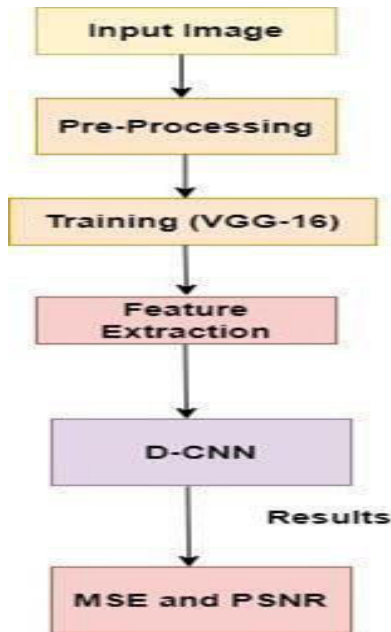 Input Image
Pre-Processing
Training (VGG-16)
Feature
Extraction
D-CNN
Results
MSE and PSNR